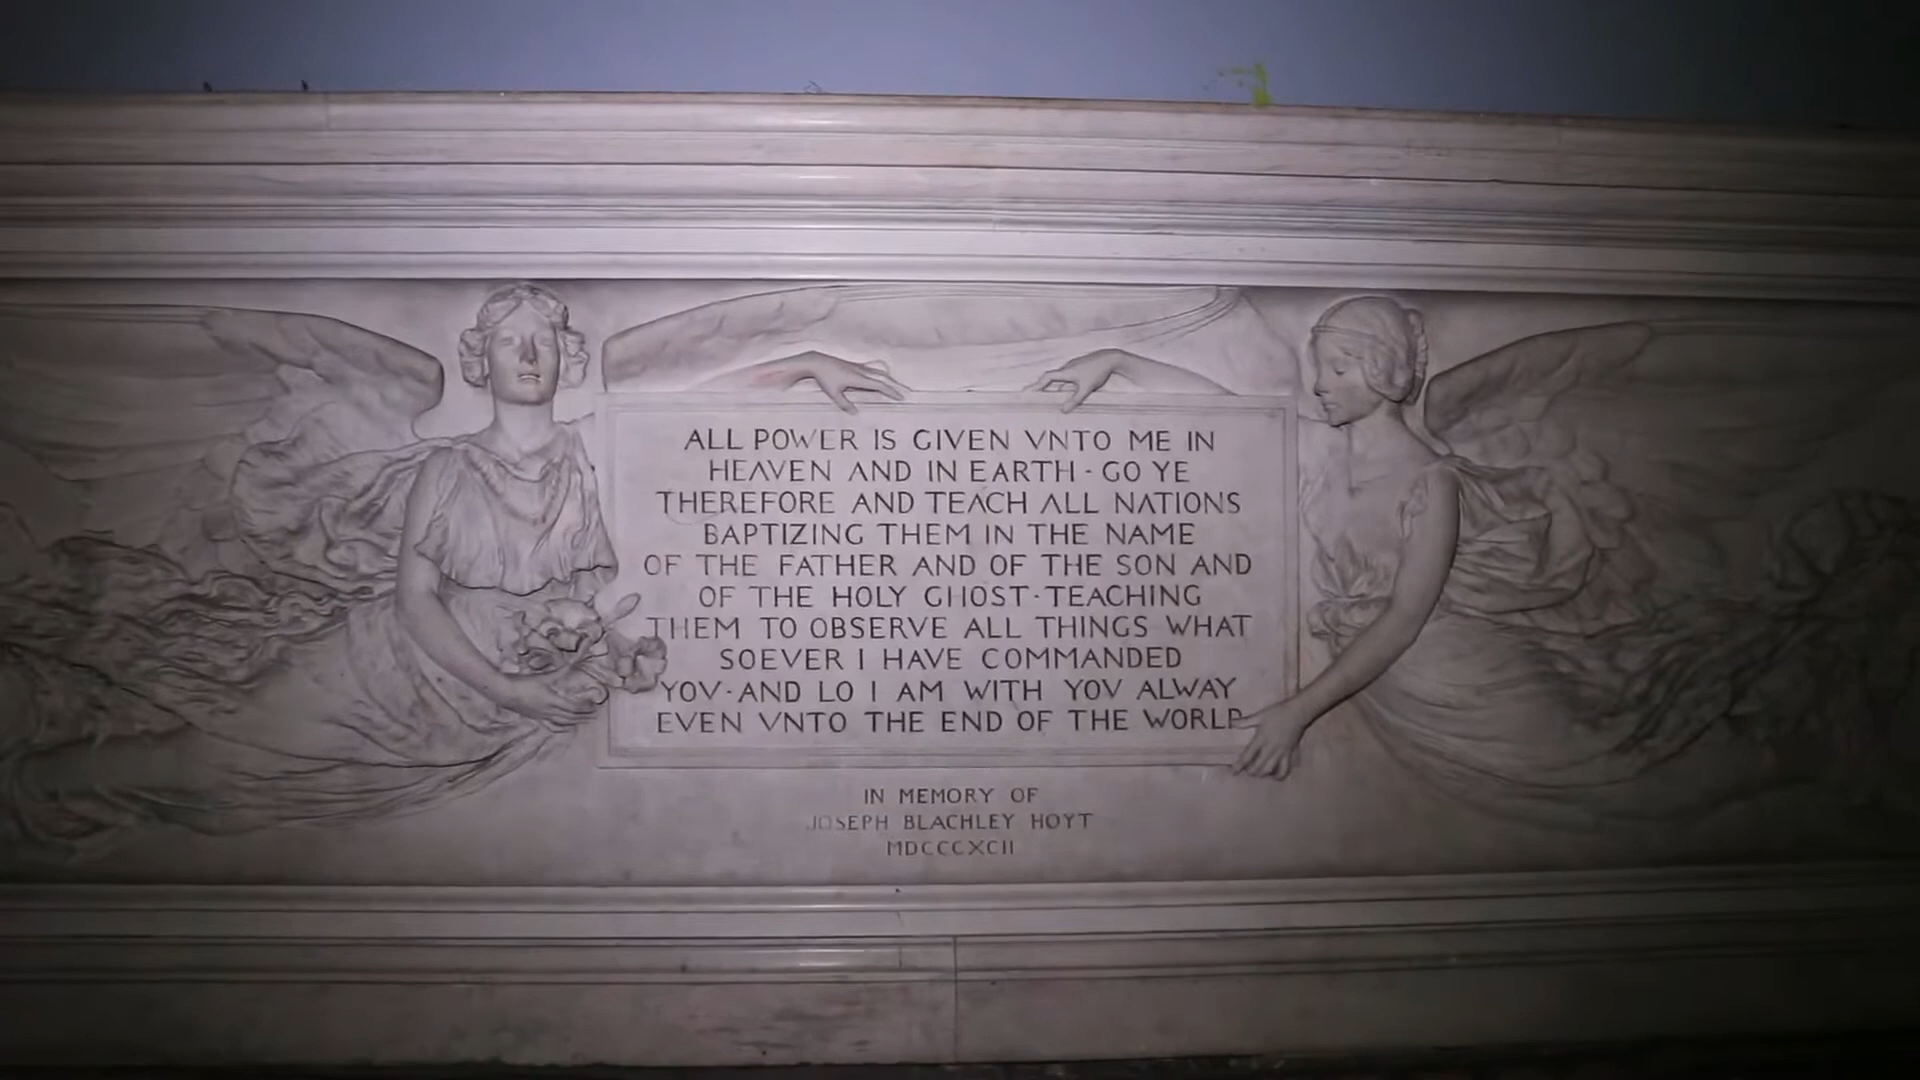 ALL POWER IS GIVEN VNTO ME IN
HEAVEN AND IN EARTH - GO YE
THEREFORE AND TEACH ALL NATIONS
BAPTIZING THEM IN THE NAME
OF THE FATHER AND OF THE SON AND
OF THE HOLY GHOST · TEACHING
THEM TO OBSERVE ALL THINGS WHAT
SOEVER I HAVE COMMANDED
YOV · AND LO I AM WITH YOV ALWAY
EVEN VNTO THE END OF THE WORLD
IN MEMORY OF
JOSEPH BLACHLEY HOYT
MDCCCXCII